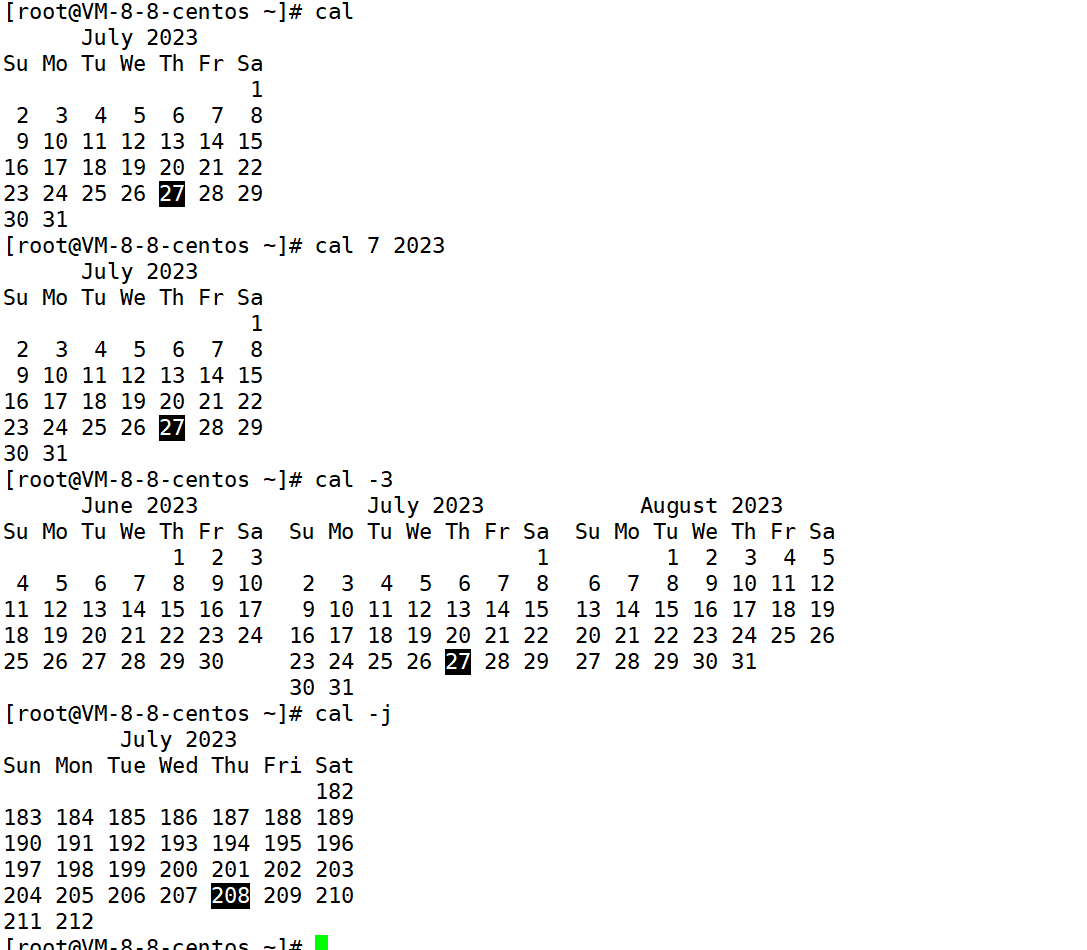 [root@VM-8-8-centos ~]# cal
      July 2023
Su Mo Tu We Th Fr Sa
                   1
 2  3  4  5  6  7  8
 9 10 11 12 13 14 15
16 17 18 19 20 21 22
23 24 25 26 27 28 29
30 31
[root@VM-8-8-centos ~]# cal 7 2023
      July 2023
Su Mo Tu We Th Fr Sa
                   1
 2  3  4  5  6  7  8
 9 10 11 12 13 14 15
16 17 18 19 20 21 22
23 24 25 26 27 28 29
30 31
[root@VM-8-8-centos ~]# cal -3
      June 2023             July 2023            August 2023
Su Mo Tu We Th Fr Sa  Su Mo Tu We Th Fr Sa  Su Mo Tu We Th Fr Sa
             1  2  3                     1         1  2  3  4  5
 4  5  6  7  8  9 10   2  3  4  5  6  7  8   6  7  8  9 10 11 12
11 12 13 14 15 16 17   9 10 11 12 13 14 15  13 14 15 16 17 18 19
18 19 20 21 22 23 24  16 17 18 19 20 21 22  20 21 22 23 24 25 26
25 26 27 28 29 30     23 24 25 26 27 28 29  27 28 29 30 31
                      30 31
[root@VM-8-8-centos ~]# cal -j
         July 2023
Sun Mon Tue Wed Thu Fri Sat
                        182
183 184 185 186 187 188 189
190 191 192 193 194 195 196
197 198 199 200 201 202 203
204 205 206 207 208 209 210
211 212
[root@VM-8-8-centos ~]#